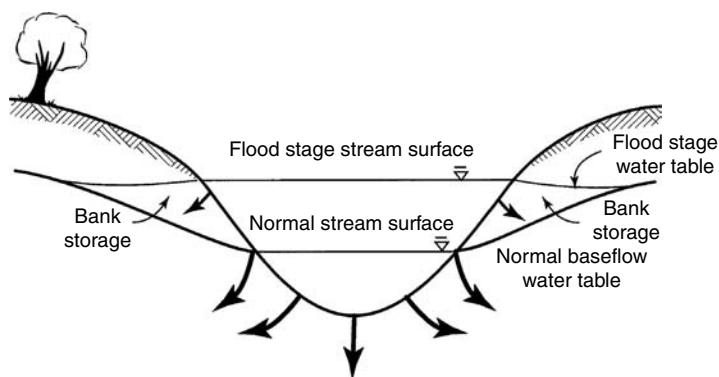 Flood stage stream surface
Flood stage
water table
Bank
storage
Normal stream surface
Bank
storage
Normal baseflow
water table